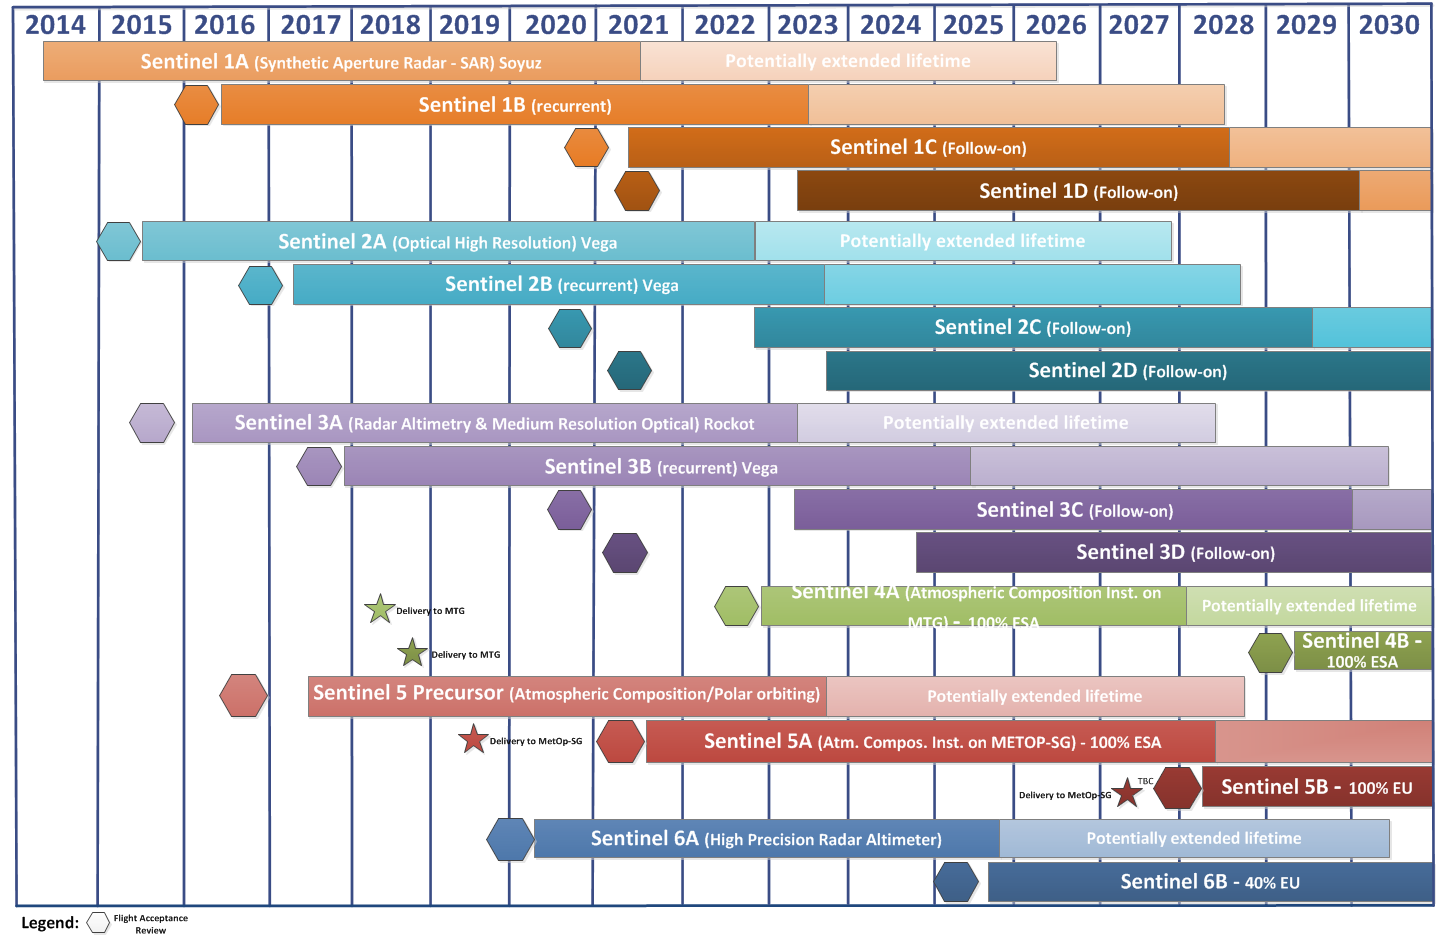 2014 2015 2016 2017 2018 2019 2020 2021 2022 2023 2024 2025 2026 2027 2028 2029 2030
Sentinel 1A (Synthetic Aperture Radar - SAR) Soyuz Potentially extended lifetime
Sentinel 1B (recurrent)
Sentinel 1C (Follow-on)
Sentinel 1D (Follow-on)
Sentinel 2A (Optical High Resolution) Vega Potentially extended lifetime
Sentinel 2B (recurrent) Vega
Sentinel 2C (Follow-on)
Sentinel 2D (Follow-on)
Sentinel 3A (Radar Altimetry & Medium Resolution Optical) Rockot Potentially extended lifetime
Sentinel 3B (recurrent) Vega
Sentinel 3C (Follow-on)
Sentinel 3D (Follow-on)
Sentinel 4A (Atmospheric Composition Inst. on
MTG) - 100% ESA
Potentially extended lifetime
Delivery to MTG
Sentinel 4B -
100% ESA
Delivery to MTG
Sentinel 5 Precursor (Atmospheric Composition/Polar orbiting) Potentially extended lifetime
Delivery to MetOp-SG Sentinel 5A (Atm. Compos. Inst. on METOP-SG) - 100% ESA
Delivery to MetOp-SG TBC Sentinel 5B - 100% EU
Sentinel 6A (High Precision Radar Altimeter) Potentially extended lifetime
Sentinel 6B - 40% EU
Legend: Flight Acceptance
Review